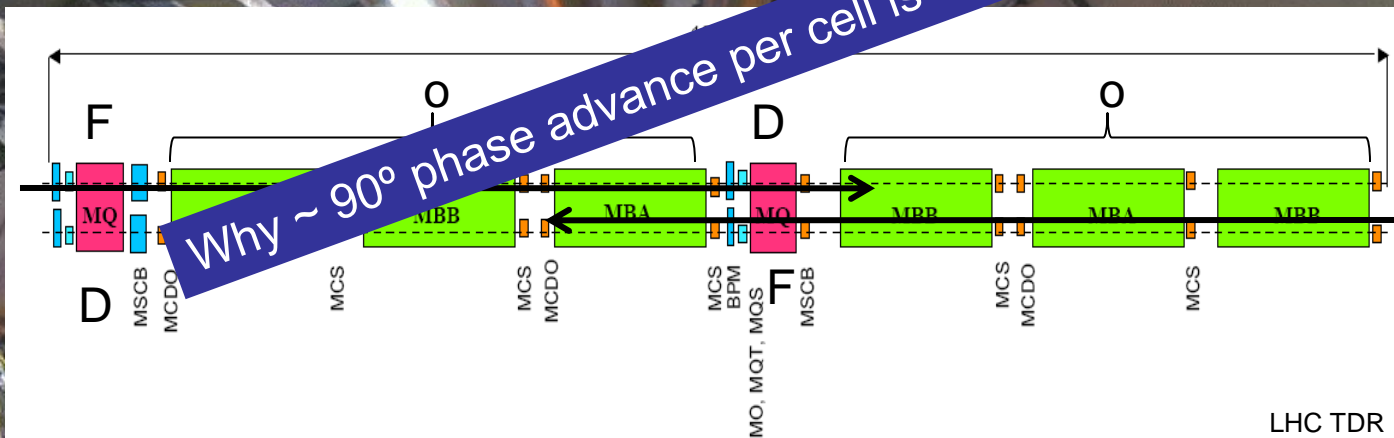 Why ~ 90º phase advance per cell is
F
O
D
O
MQ
MBB
MBA
MQ
MBB
MBA
MBB
D
MSCB
MCDO
MCS
MCS
MCDO
MCS
BPM
MO, MQT, MQS
F
MSCB
MCS
MCDO
MCS
LHC TDR